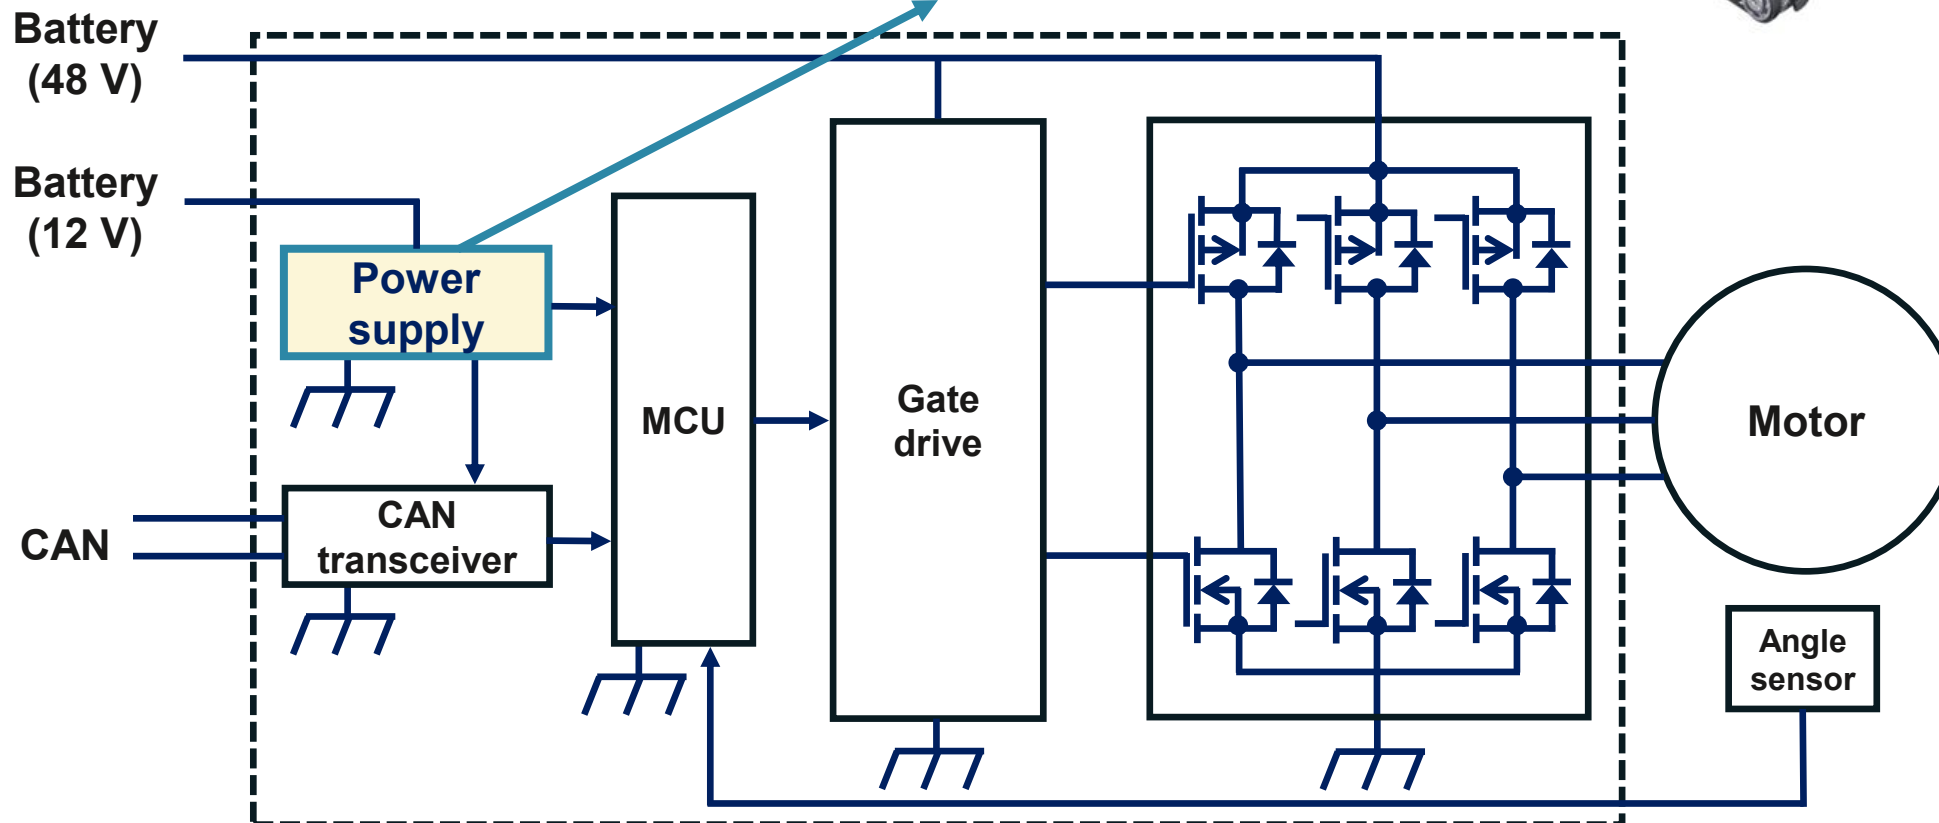 Battery
(48 V)
Battery
(12 V)
Power
supply
MCU
Gate
drive
Motor
CAN
CAN
transceiver
Angle
sensor